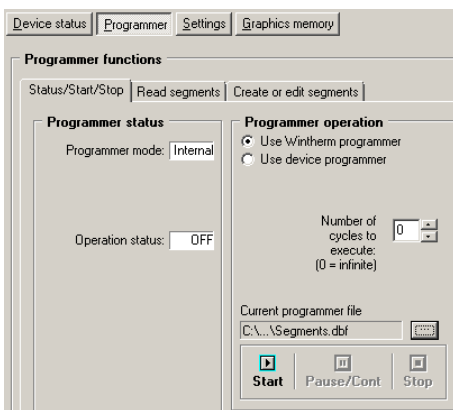 Device status Programmer Settings Graphics memory
Programmer functions
Status/Start/Stop Read segments Create or edit segments
Programmer status
Programmer mode: Internal
Operation status: OFF
Programmer operation
Use Wintherm programmer
Use device programmer
Number of
cycles to
execute:
(0 = infinite)
0
Current programmer file
C:\...\Segments.dbf
Start Pause/Cont Stop